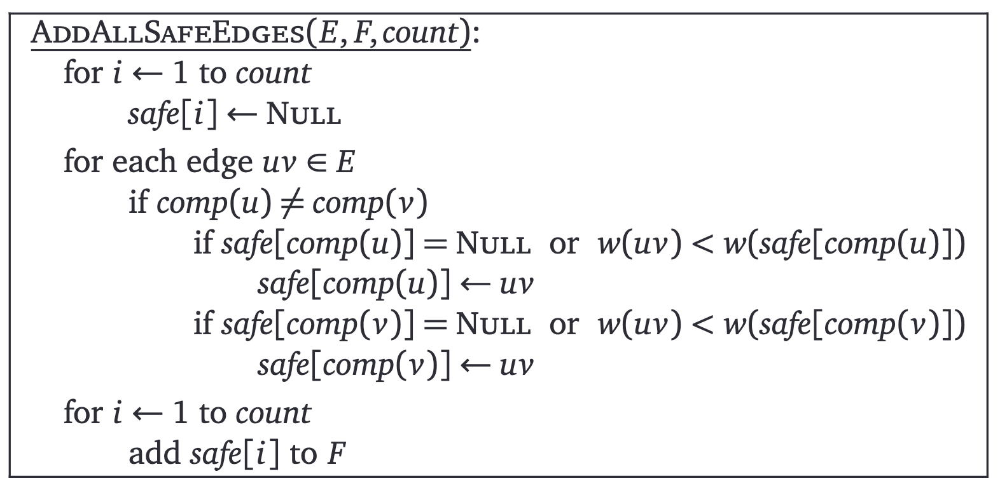 AddAllSafeEdges(E, F, count):
for i ← 1 to count
safe[i] ← Null
for each edge uv ∈ E
if comp(u) ≠ comp(v)
if safe[comp(u)] = Null or w(uv) < w(safe[comp(u)])
safe[comp(u)] ← uv
if safe[comp(v)] = Null or w(uv) < w(safe[comp(v)])
safe[comp(v)] ← uv
for i ← 1 to count
add safe[i] to F